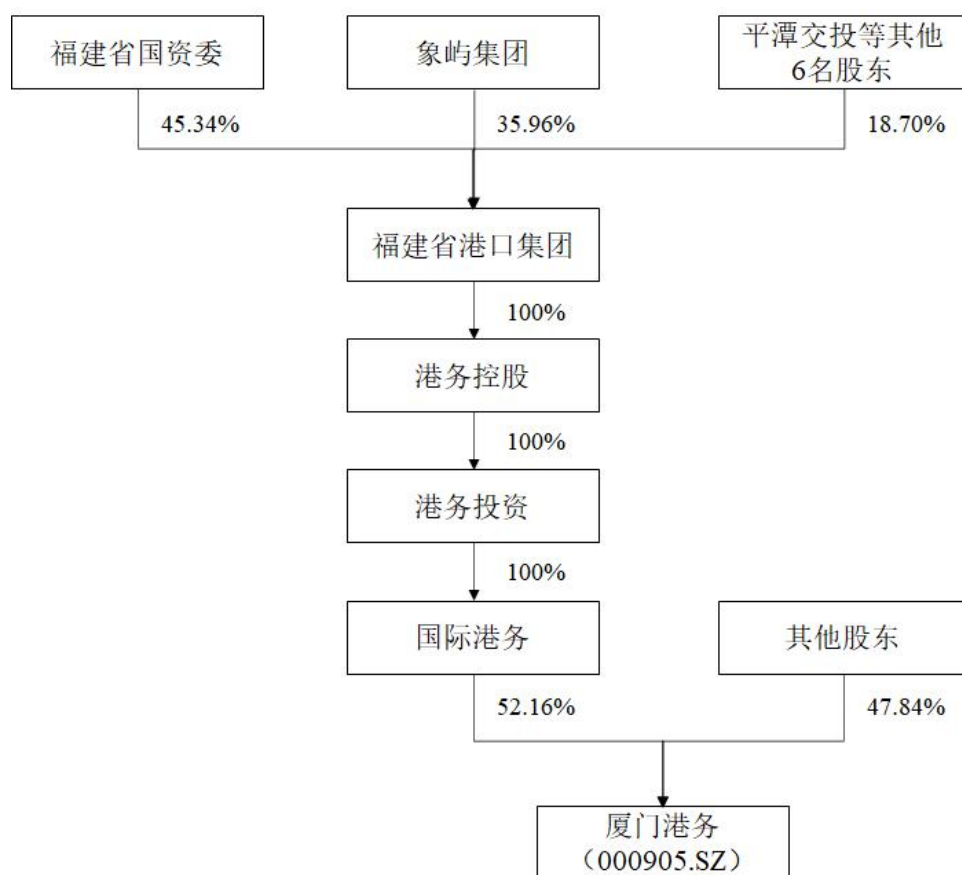 福建省国资委
象屿集团
平潭交投等其他
6名股东
45.34%
35.96%
18.70%
福建省港口集团
100%
港务控股
100%
港务投资
100%
国际港务
其他股东
52.16%
47.84%
厦门港务
（000905.SZ）